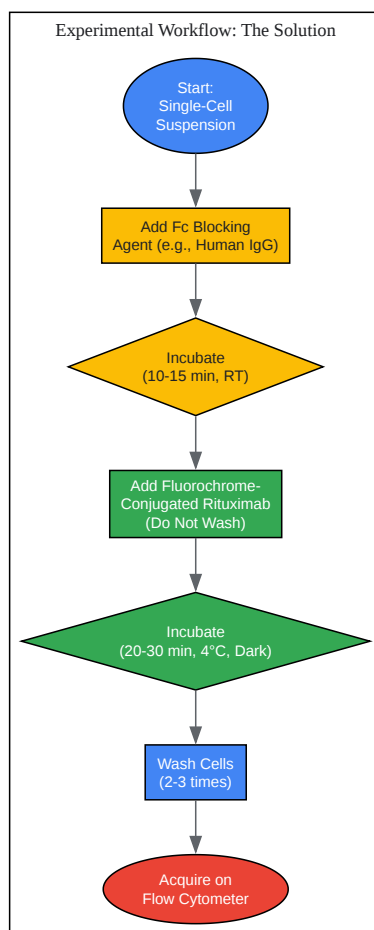 Experimental Workflow: The Solution
Start:
Single-Cell
Suspension
Add Fc Blocking
Agent (e.g., Human IgG)
Incubate
(10-15 min, RT)
Add Fluorochrome-
Conjugated Rituximab
(Do Not Wash)
Incubate
(20-30 min, 4°C, Dark)
Wash Cells
(2-3 times)
Acquire on
Flow Cytometer